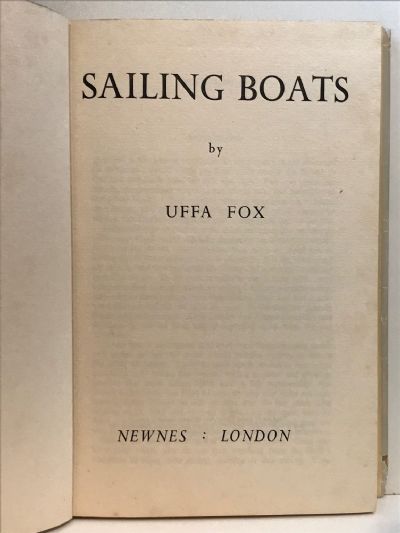 SAILING BOATS
by
UFFA FOX
NEWNES : LONDON